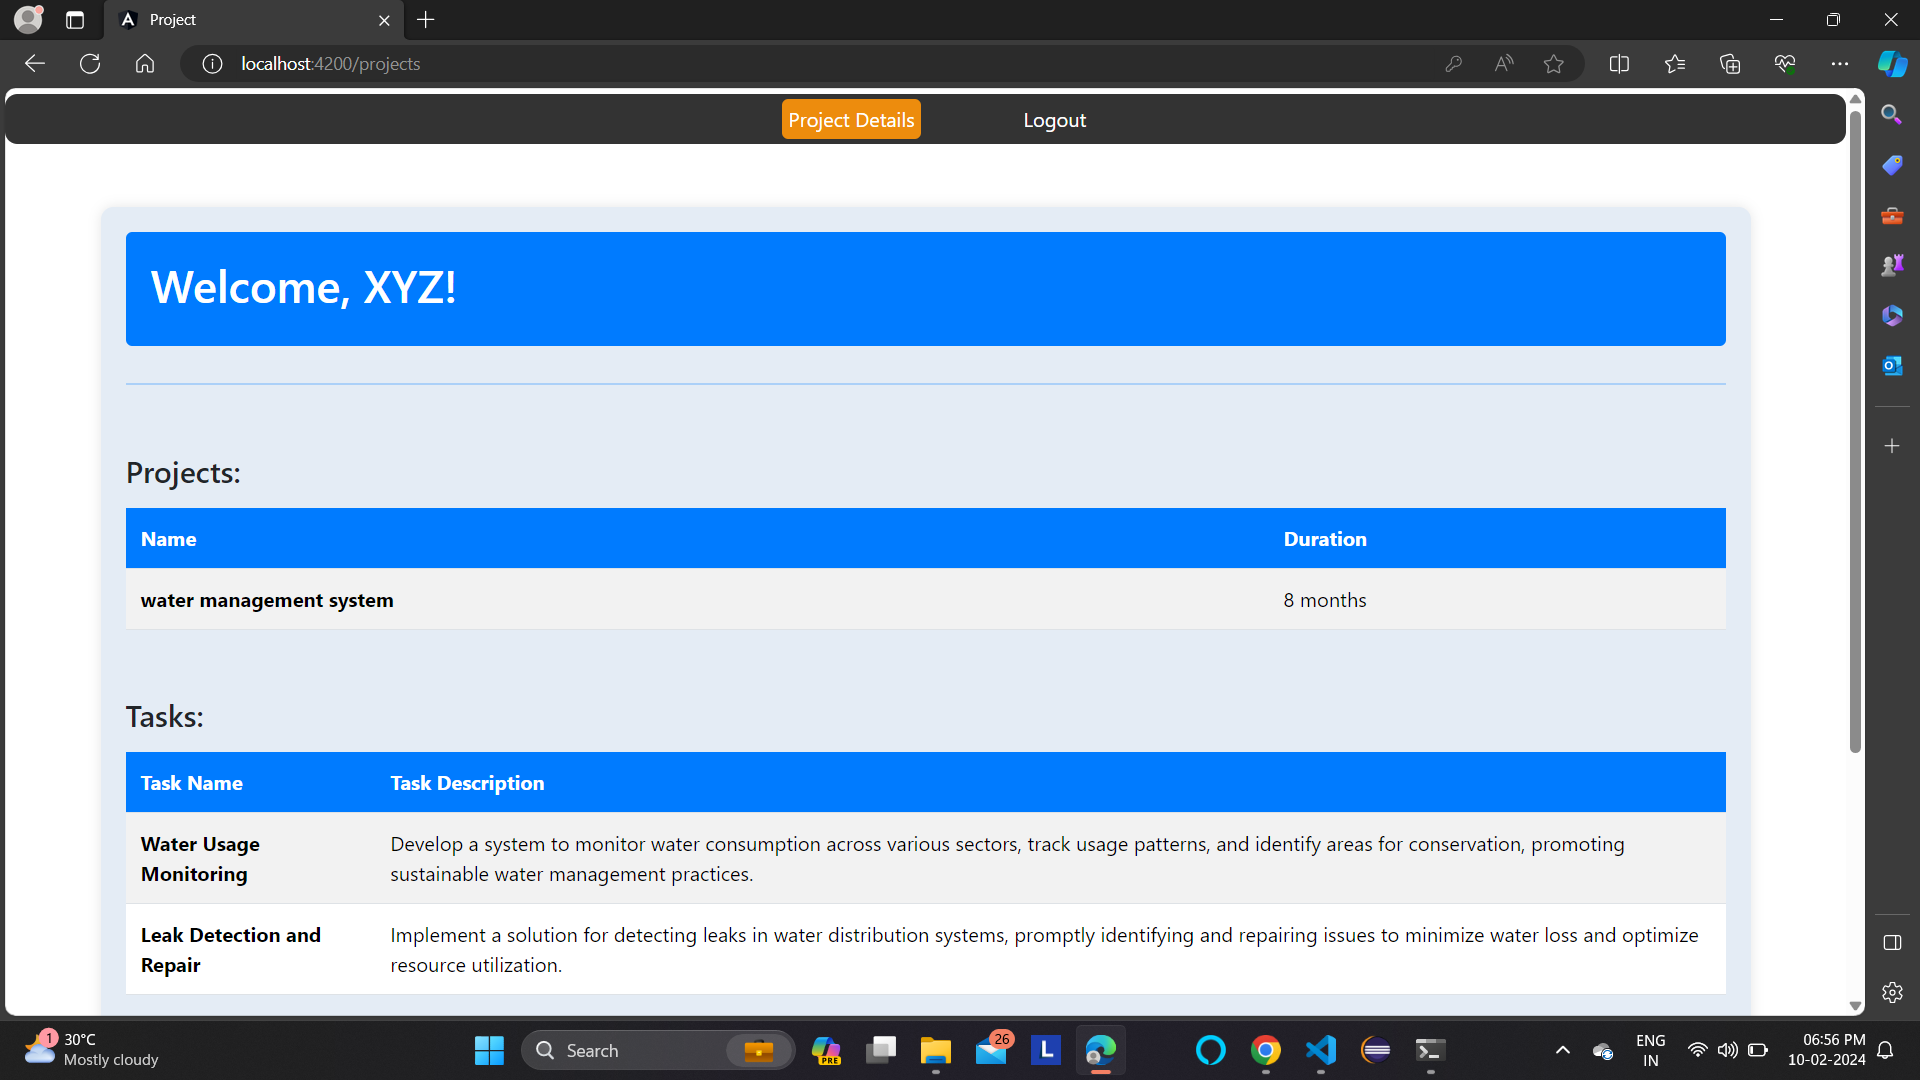 Project
localhost:4200/projects
Project Details
Logout
Welcome, XYZ!
Projects:
Name Duration
water management system 8 months
Tasks:
Task Name Task Description
Water Usage Monitoring
Develop a system to monitor water consumption across various sectors, track usage patterns, and identify areas for conservation, promoting
sustainable water management practices.
Leak Detection and Repair
Implement a solution for detecting leaks in water distribution systems, promptly identifying and repairing issues to minimize water loss and optimize
resource utilization.
1
30°C
Mostly cloudy
Search
PRE
26
L
ENG
IN
06:56 PM
10-02-2024